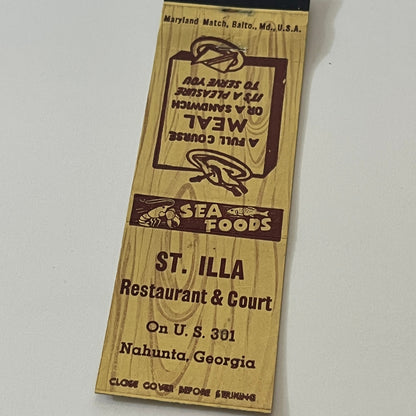 Maryland Match, Balto., Md., U.S.A.
A FULL COURSE
MEAL
OR A SANDWICH
IT'S A PLEASURE
TO SERVE YOU
SEA
FOODS
ST. ILLA
Restaurant & Court
On U. S. 301
Nahunta, Georgia
CLOSE COVER BEFORE STRIKING